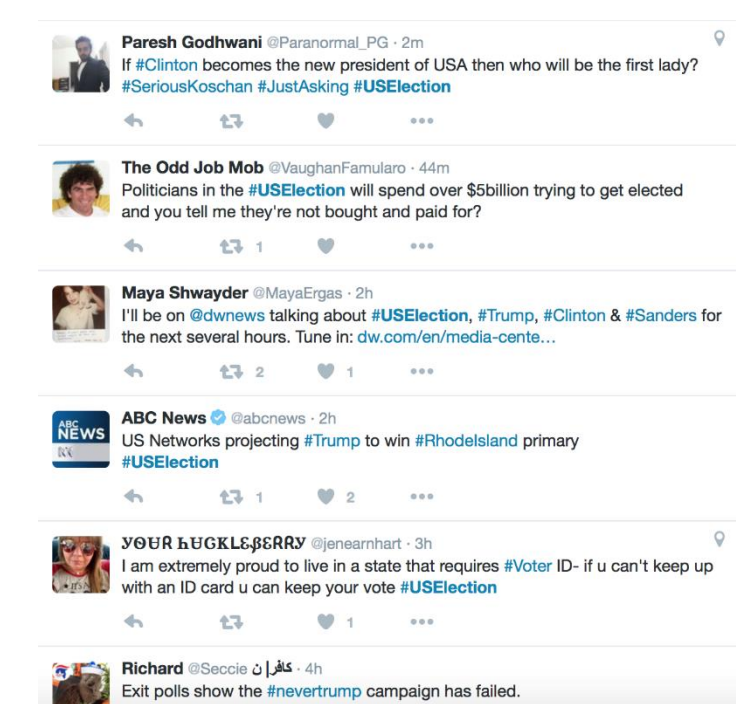 Paresh Godhwani @Paranormal_PG · 2m
If #Clinton becomes the new president of USA then who will be the first lady?
#SeriousKoschan #JustAsking #USElection
The Odd Job Mob @VaughanFamularo · 44m
Politicians in the #USElection will spend over $5billion trying to get elected
and you tell me they're not bought and paid for?
1
Maya Shwayder @MayaErgas · 2h
I'll be on @dwnews talking about #USElection, #Trump, #Clinton & #Sanders for
the next several hours. Tune in: dw.com/en/media-cente…
2 1
ABC NEWS
ABC News @abcnews · 2h
US Networks projecting #Trump to win #RhodeIsland primary
#USElection
1 2
УΘUŘ ҺUGKLƐβƐŘŘУ @jenearnhart · 3h
I am extremely proud to live in a state that requires #Voter ID- if u can't keep up
with an ID card u can keep your vote #USElection
1
Richard @Seccie كافر|ن · 4h
Exit polls show the #nevertrump campaign has failed.